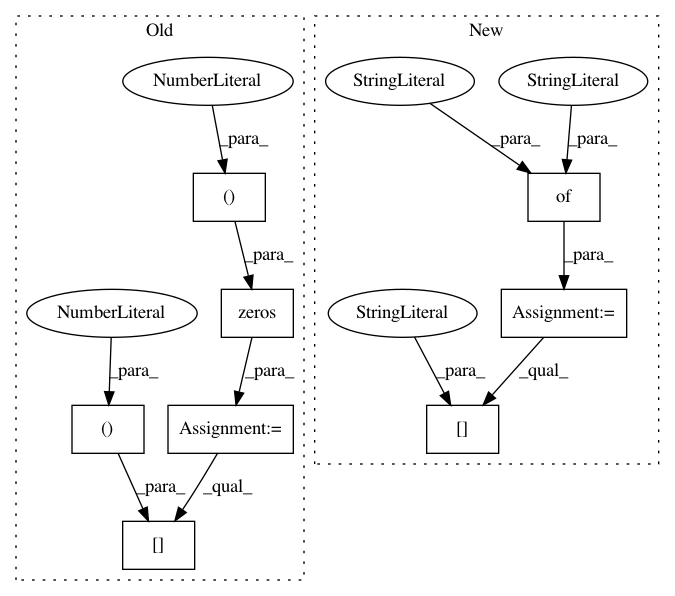 Old
NumberLiteral
_para_
()
_para_
NumberLiteral
zeros
_para_
_para_
()
Assignment:=
_para_
_qual_
[]
New
StringLiteral
StringLiteral
_para_
_para_
of
_para_
StringLiteral
Assignment:=
_para_
_qual_
[]